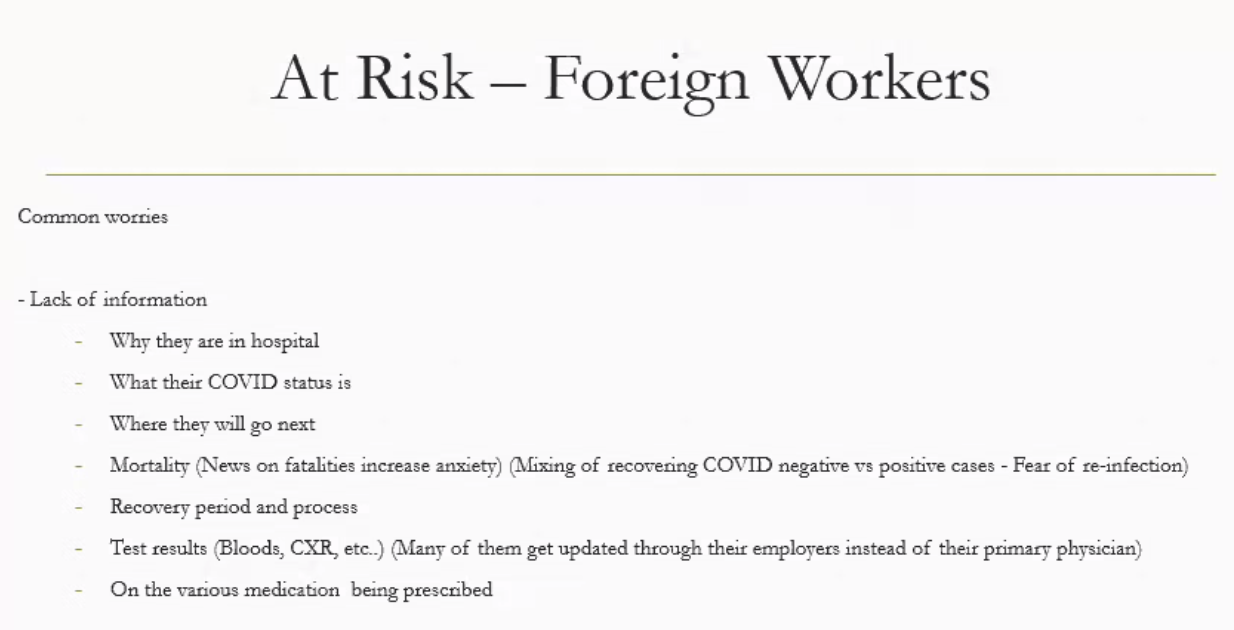 At Risk – Foreign Workers
Common worries
- Lack of information
- Why they are in hospital
- What their COVID status is
- Where they will go next
- Mortality (News on fatalities increase anxiety) (Mixing of recovering COVID negative vs positive cases - Fear of re-infection)
- Recovery period and process
- Test results (Bloods, CXR, etc..) (Many of them get updated through their employers instead of their primary physician)
- On the various medication  being prescribed